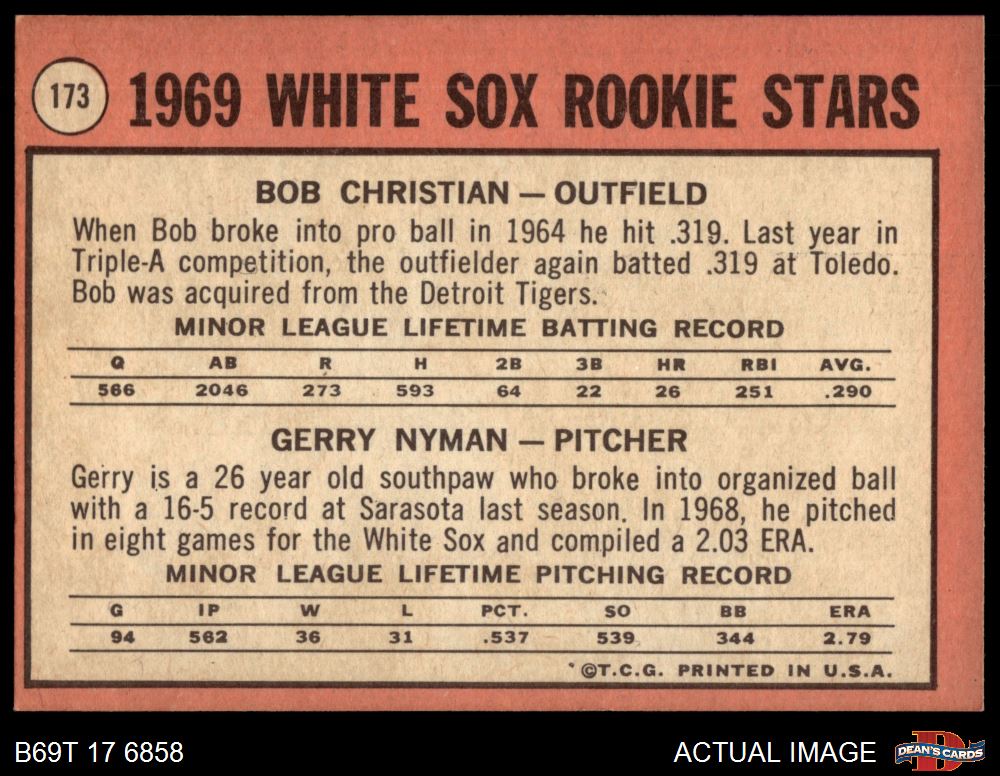 173
1969 WHITE SOX ROOKIE STARS
BOB CHRISTIAN — OUTFIELD
When Bob broke into pro ball in 1964 he hit .319. Last year in
Triple-A competition, the outfielder again batted .319 at Toledo.
Bob was acquired from the Detroit Tigers.
MINOR LEAGUE LIFETIME BATTING RECORD
G AB R H 2B 3B HR RBI AVG.
566 2046 273 593 64 22 26 251 .290
GERRY NYMAN — PITCHER
Gerry is a 26 year old southpaw who broke into organized ball
with a 16-5 record at Sarasota last season. In 1968, he pitched
in eight games for the White Sox and compiled a 2.03 ERA.
MINOR LEAGUE LIFETIME PITCHING RECORD
G IP W L PCT. SO BB ERA
94 562 36 31 .537 539 344 2.79
©T.C.G. PRINTED IN U.S.A.
B69T 17 6858
ACTUAL IMAGE
DEAN'S CARDS